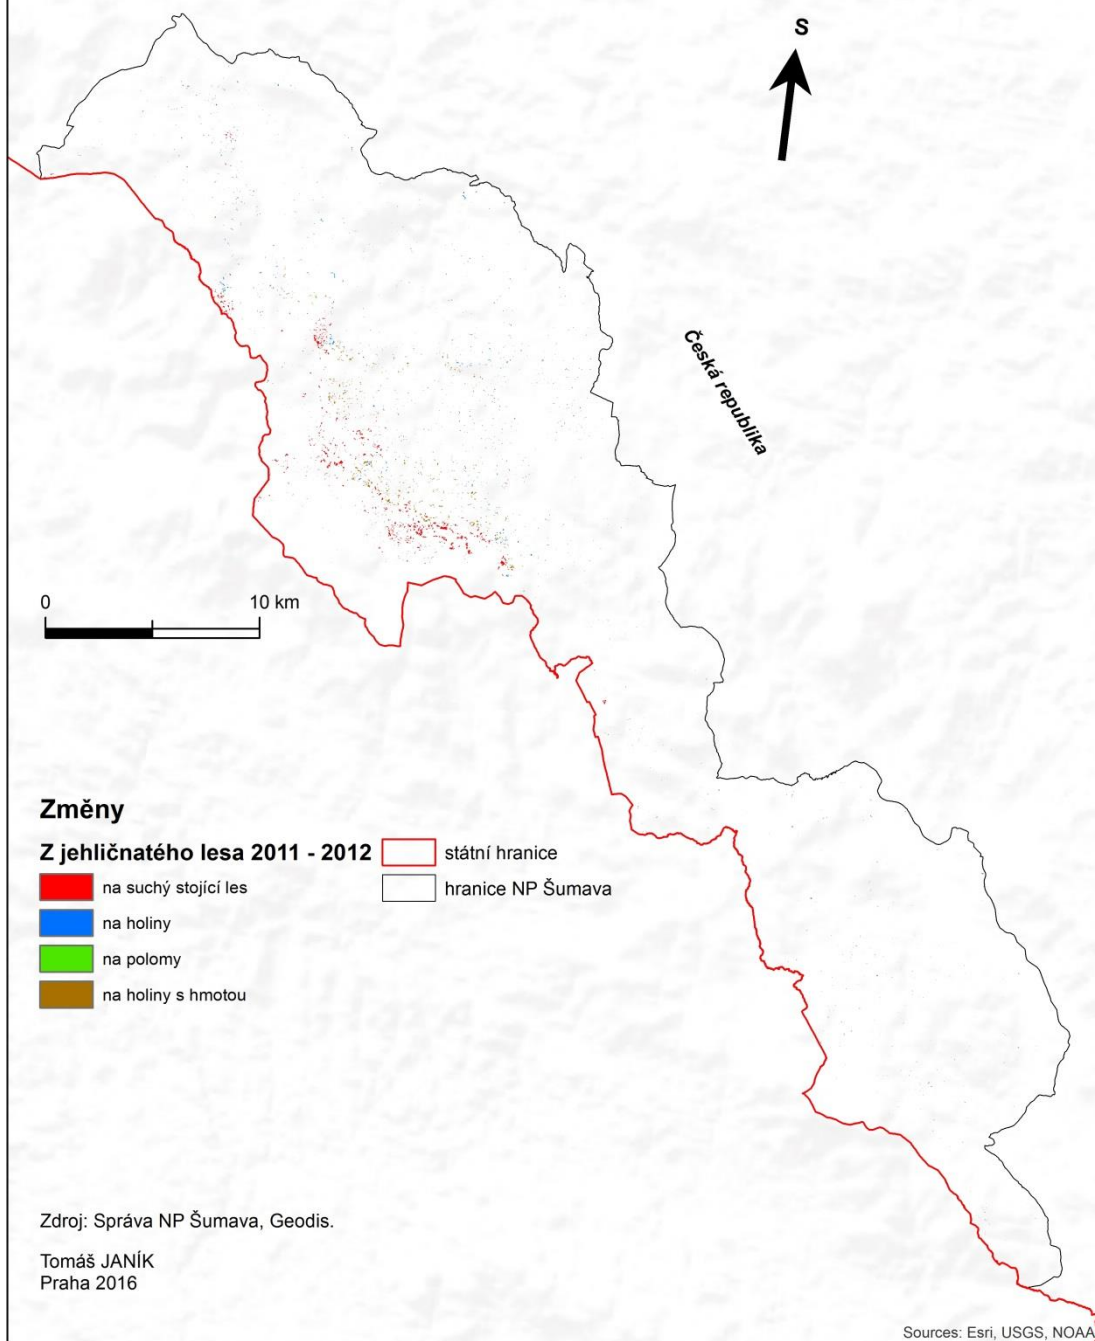 S
Česká republika
0 10 km
Změny
Z jehličnatého lesa 2011 - 2012
na suchý stojící les
na holiny
na polomy
na holiny s hmotou
státní hranice
hranice NP Šumava
Zdroj: Správa NP Šumava, Geodis.
Tomáš JANÍK
Praha 2016
Sources: Esri, USGS, NOAA